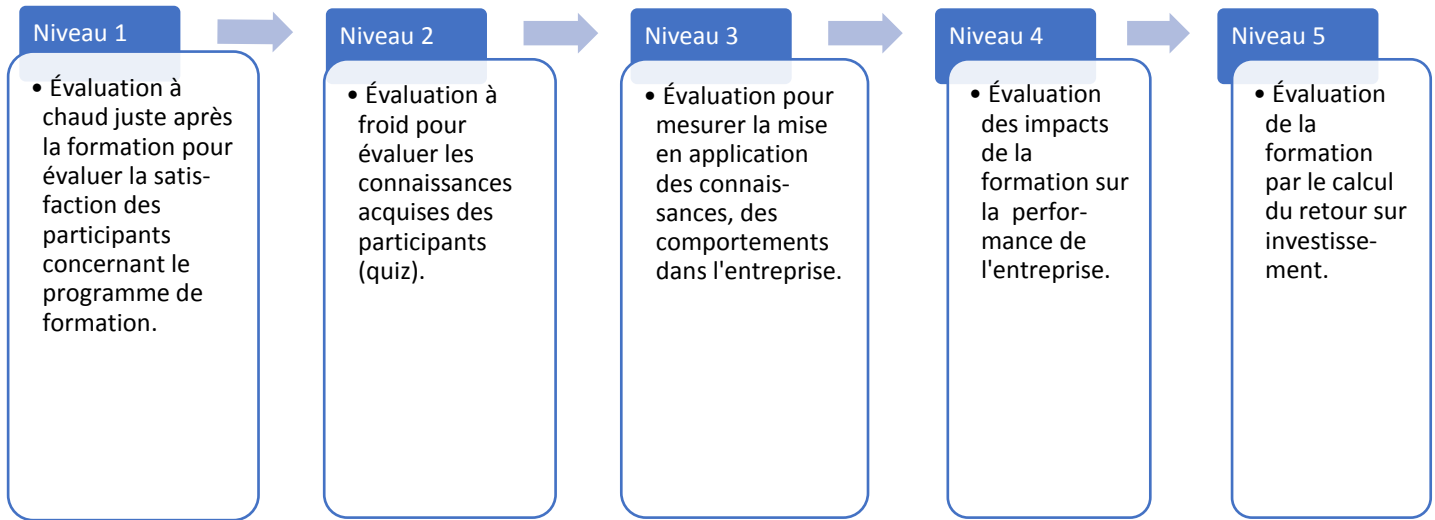 Niveau 1
• Évaluation à
chaud juste après
la formation pour
évaluer la satis-
faction des
participants
concernant le
programme de
formation.
Niveau 2
• Évaluation à
froid pour
évaluer les
connaissances
acquises des
participants
(quiz).
Niveau 3
• Évaluation pour
mesurer la mise
en application
des connais-
sances, des
comportements
dans l'entreprise.
Niveau 4
• Évaluation
des impacts
de la
formation sur
la perfor-
mance de
l'entreprise.
Niveau 5
• Évaluation
de la
formation
par le calcul
du retour sur
investisse-
ment.